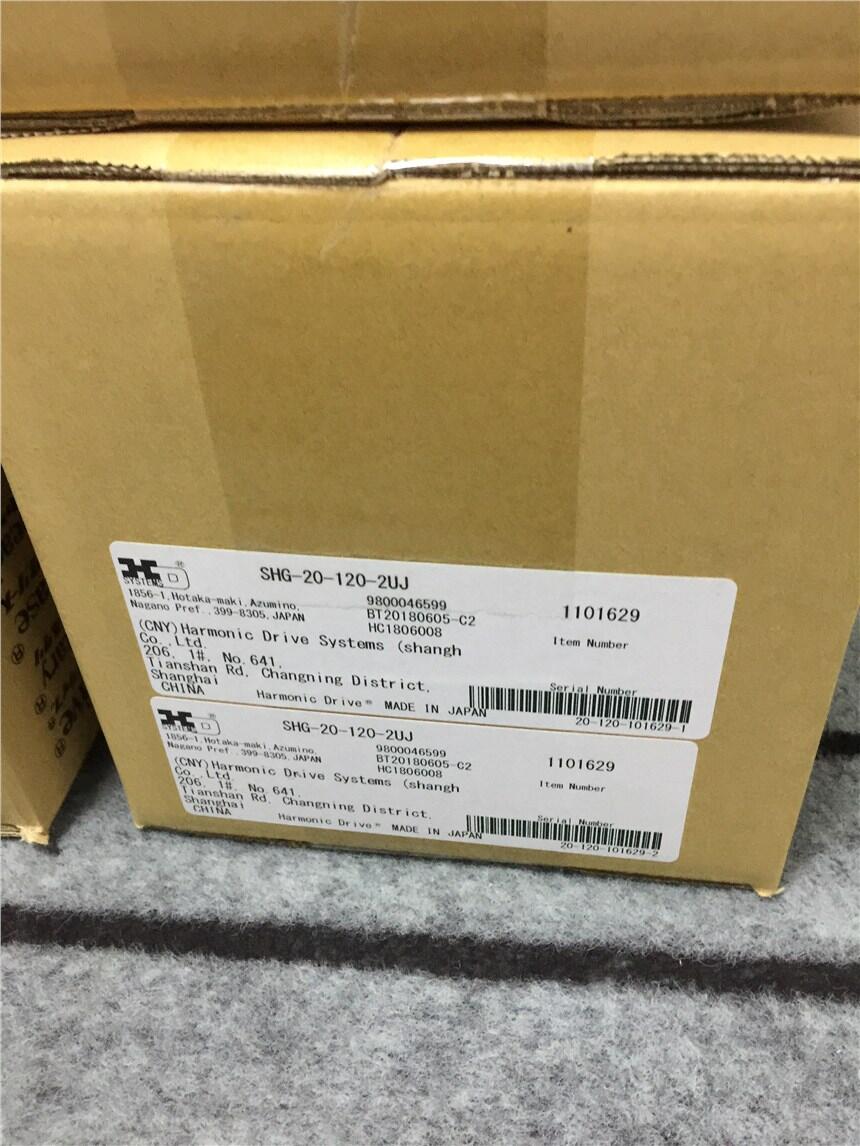 SHG-20-120-2UJ
HD SYSTEMS ®
1856-1, Hotaka-maki, Azumino,
Nagano Pref., 399-8305, JAPAN
9800046599
BT20180605-C2
HC1806008
1101629
Item Number
(CNY)Harmonic Drive Systems (shangh
Co., Ltd.
206, 1#, No.641,
Tianshan Rd, Changning District,
Shanghai
CHINA
Harmonic Drive® MADE IN JAPAN
Serial Number
20-120-101629-1
SHG-20-120-2UJ
HD SYSTEMS ®
1856-1, Hotaka-maki, Azumino,
Nagano Pref., 399-8305, JAPAN
9800046599
BT20180605-C2
HC1806008
1101629
Item Number
(CNY)Harmonic Drive Systems (shangh
Co., Ltd.
206, 1#, No.641,
Tianshan Rd, Changning District,
Shanghai
CHINA
Harmonic Drive® MADE IN JAPAN
Serial Number
20-120-101629-2